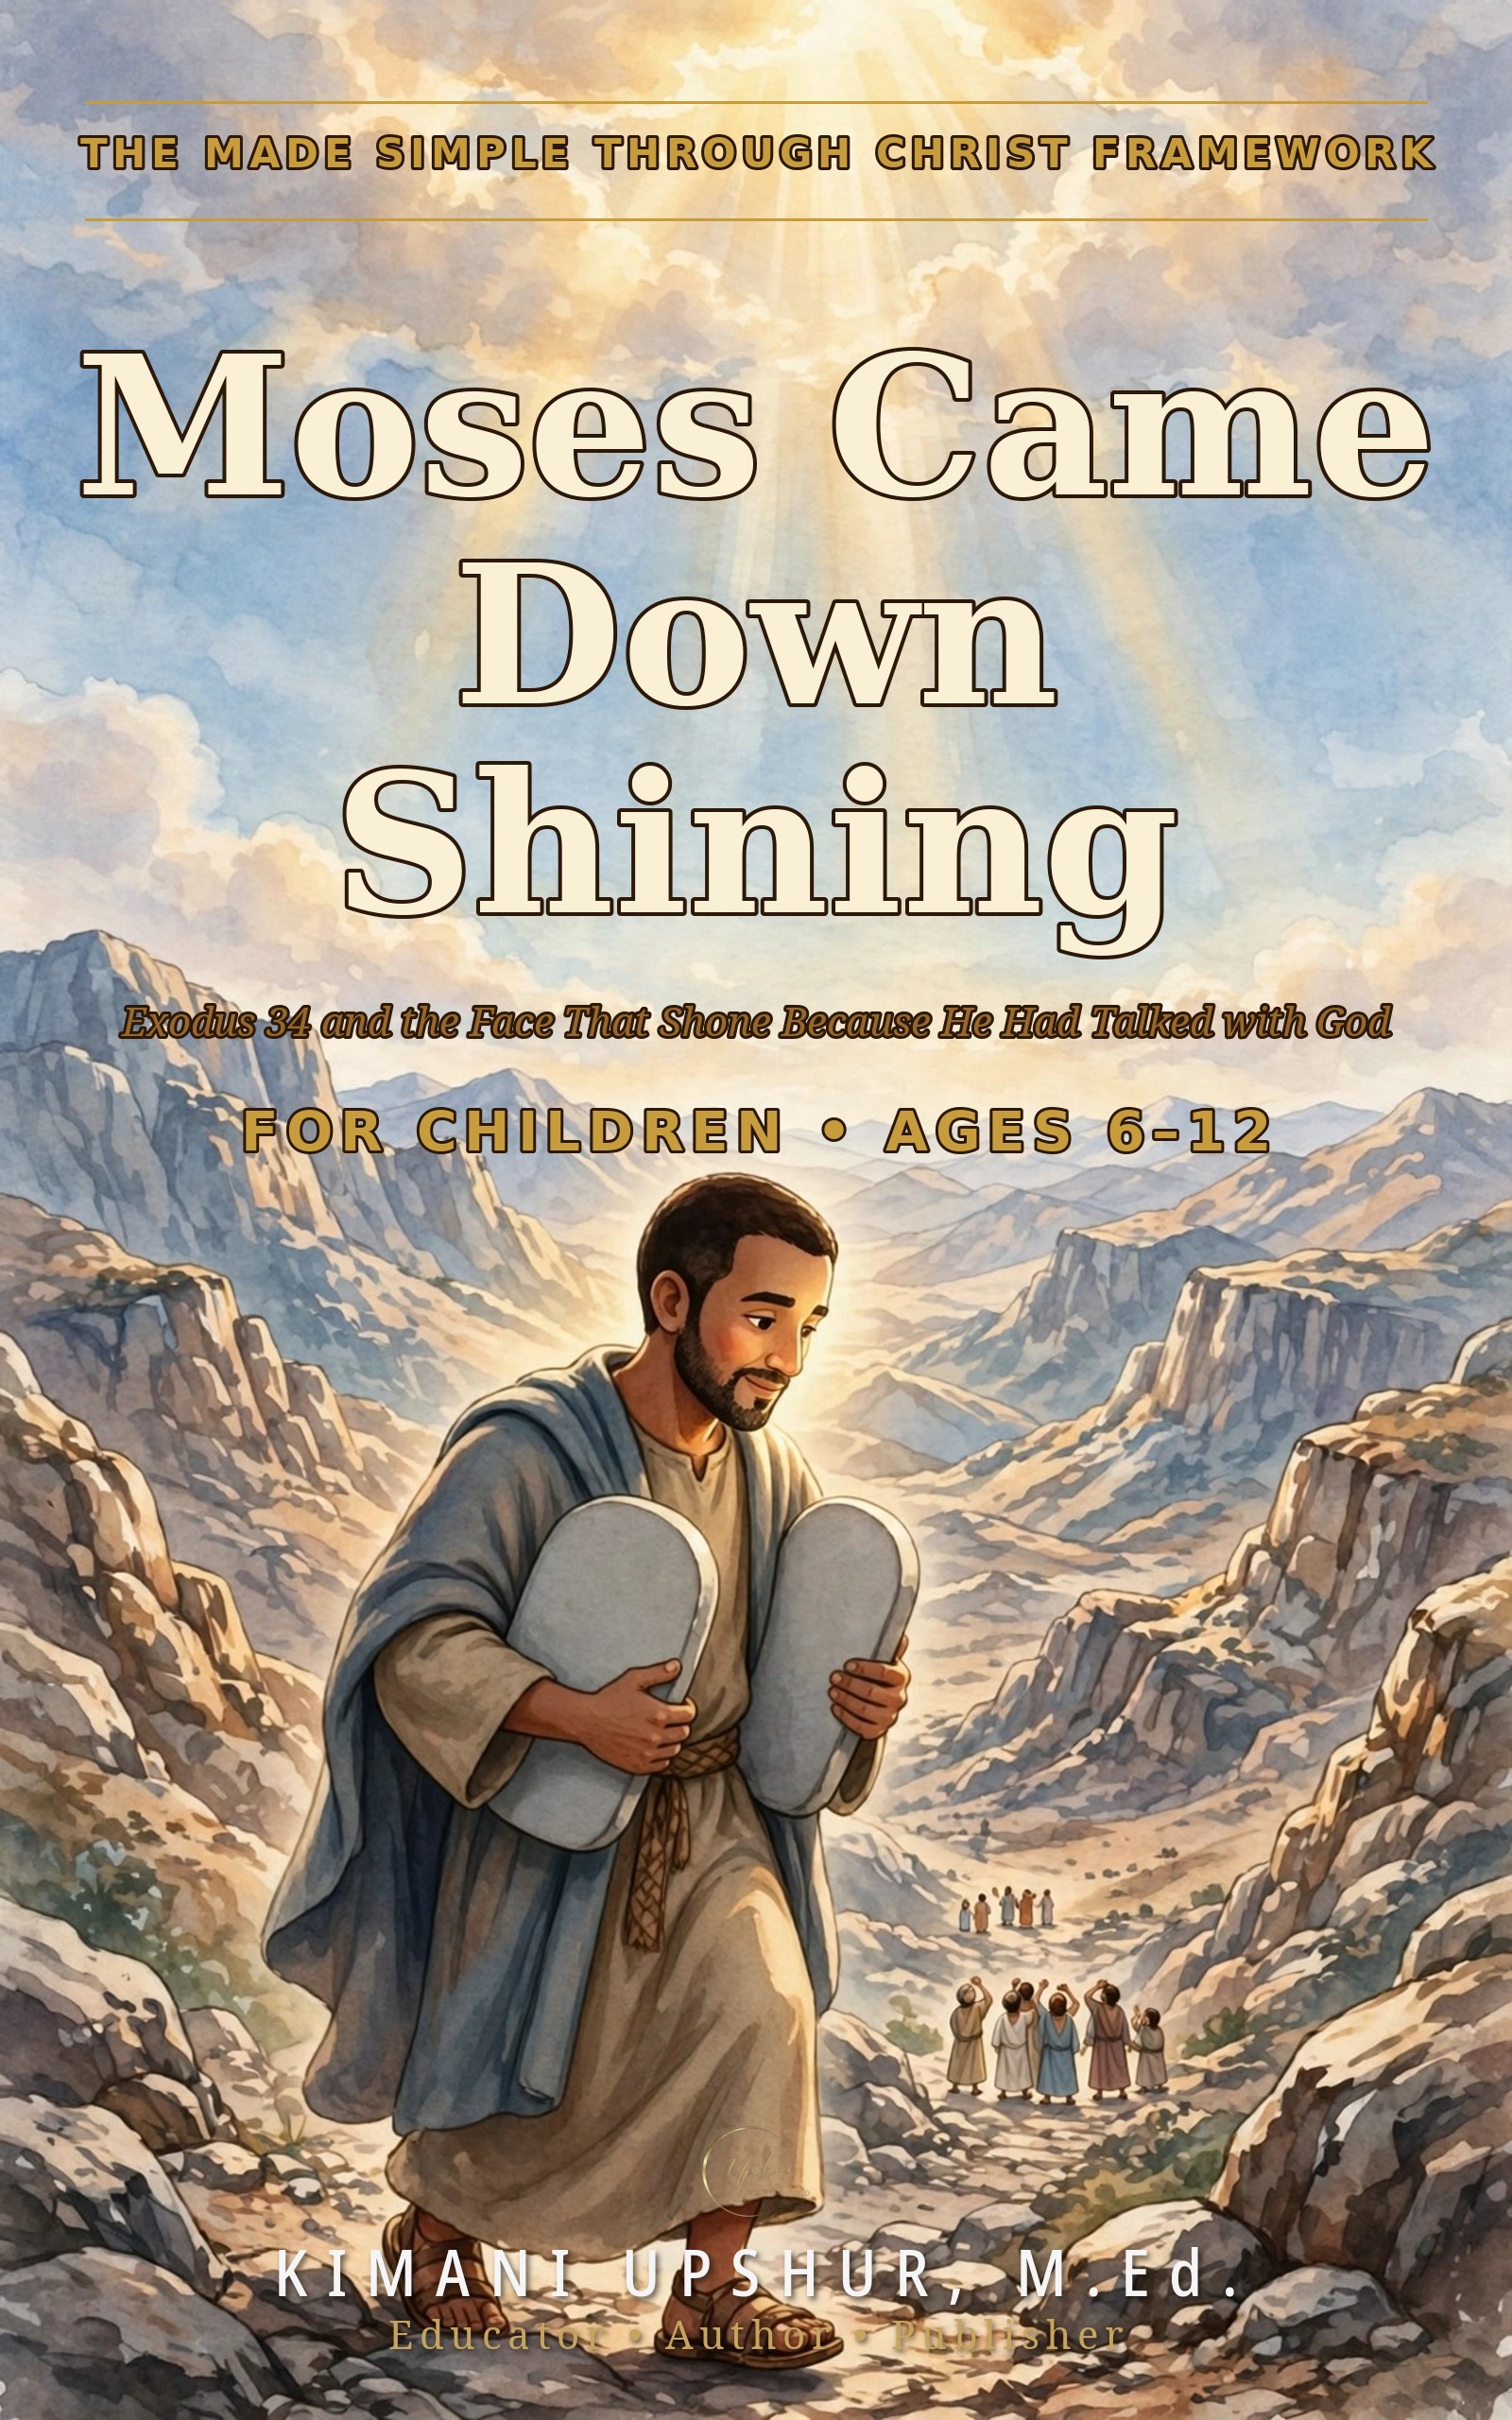 THE MADE SIMPLE THROUGH CHRIST FRAMEWORK
Moses Came
Down
Shining
Exodus 34 and the Face That Shone Because He Had Talked with God
FOR CHILDREN • AGES 6–12
KIMANI UPSHUR, M.Ed.
Educator • Author • Publisher